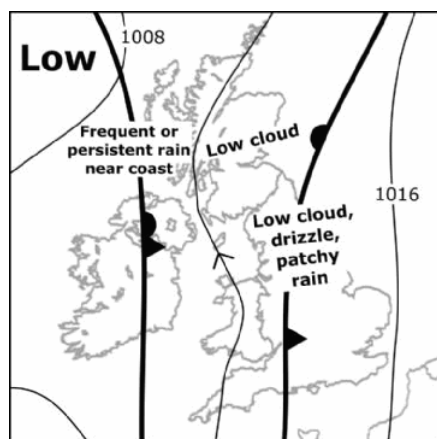 1008
Low
Frequent or
persistent rain
near coast
Low cloud
1016
Low cloud,
drizzle,
patchy
rain